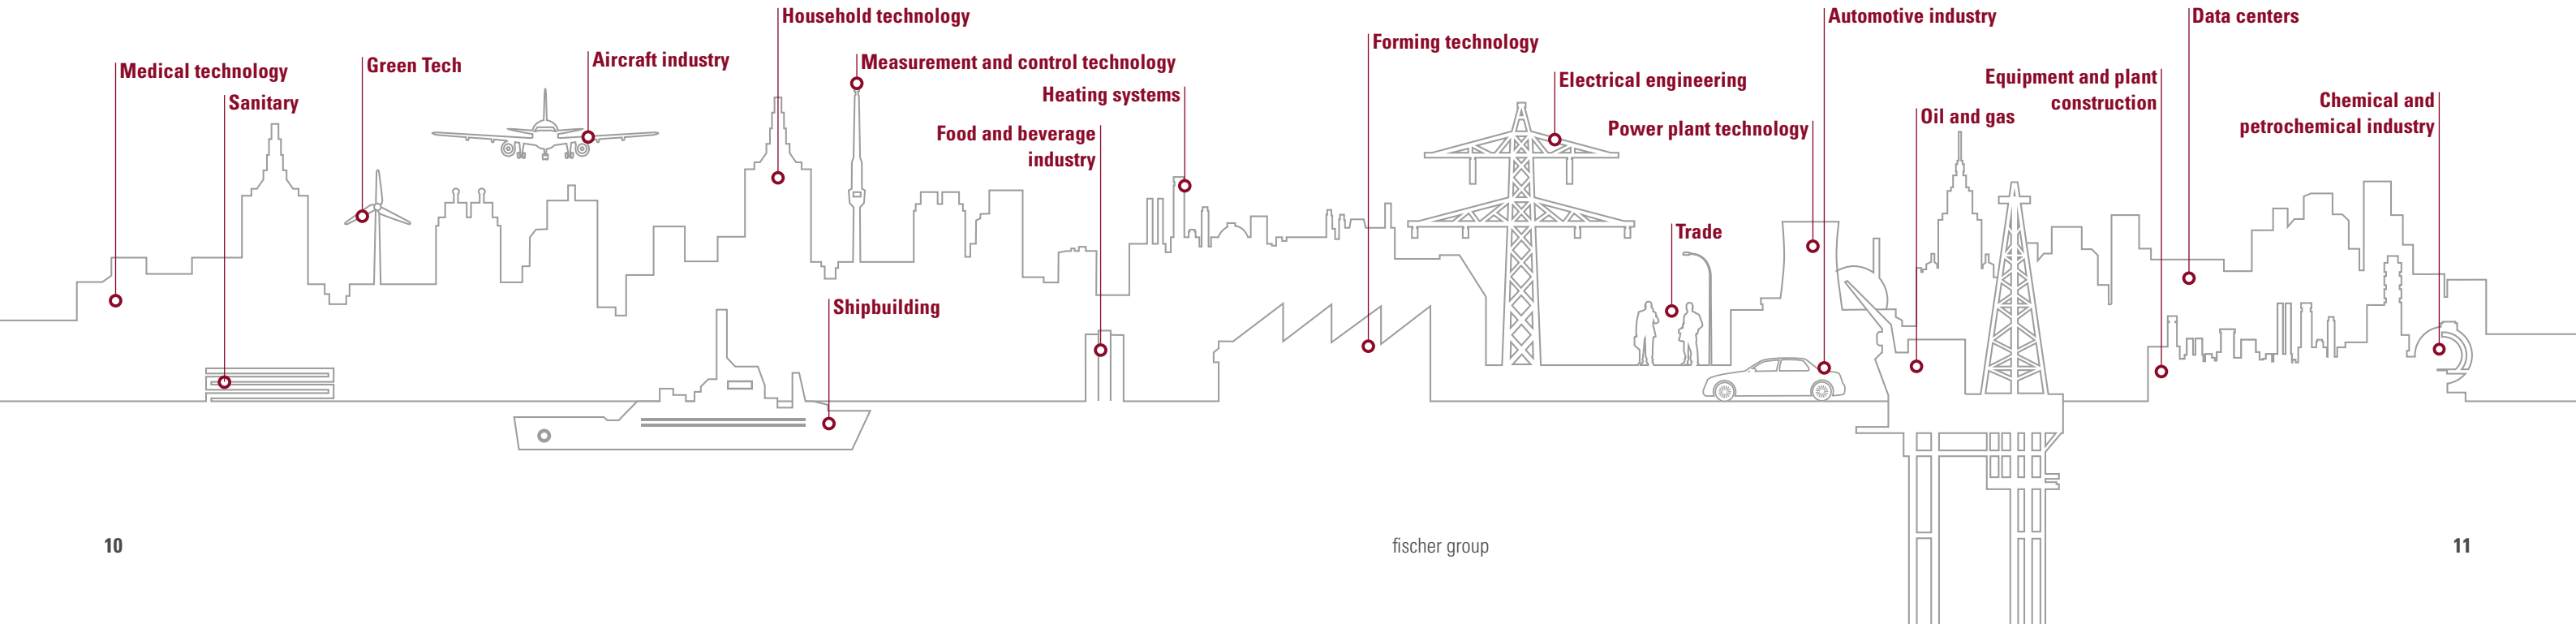 Household technology
Automotive industry
Data centers
Forming technology
Aircraft industry
Measurement and control technology
Green Tech
Medical technology
Electrical engineering
Equipment and plant
construction
Heating systems
Sanitary
Chemical and
petrochemical industry
Oil and gas
Power plant technology
Food and beverage
industry
Trade
Shipbuilding
10
fischer group
11